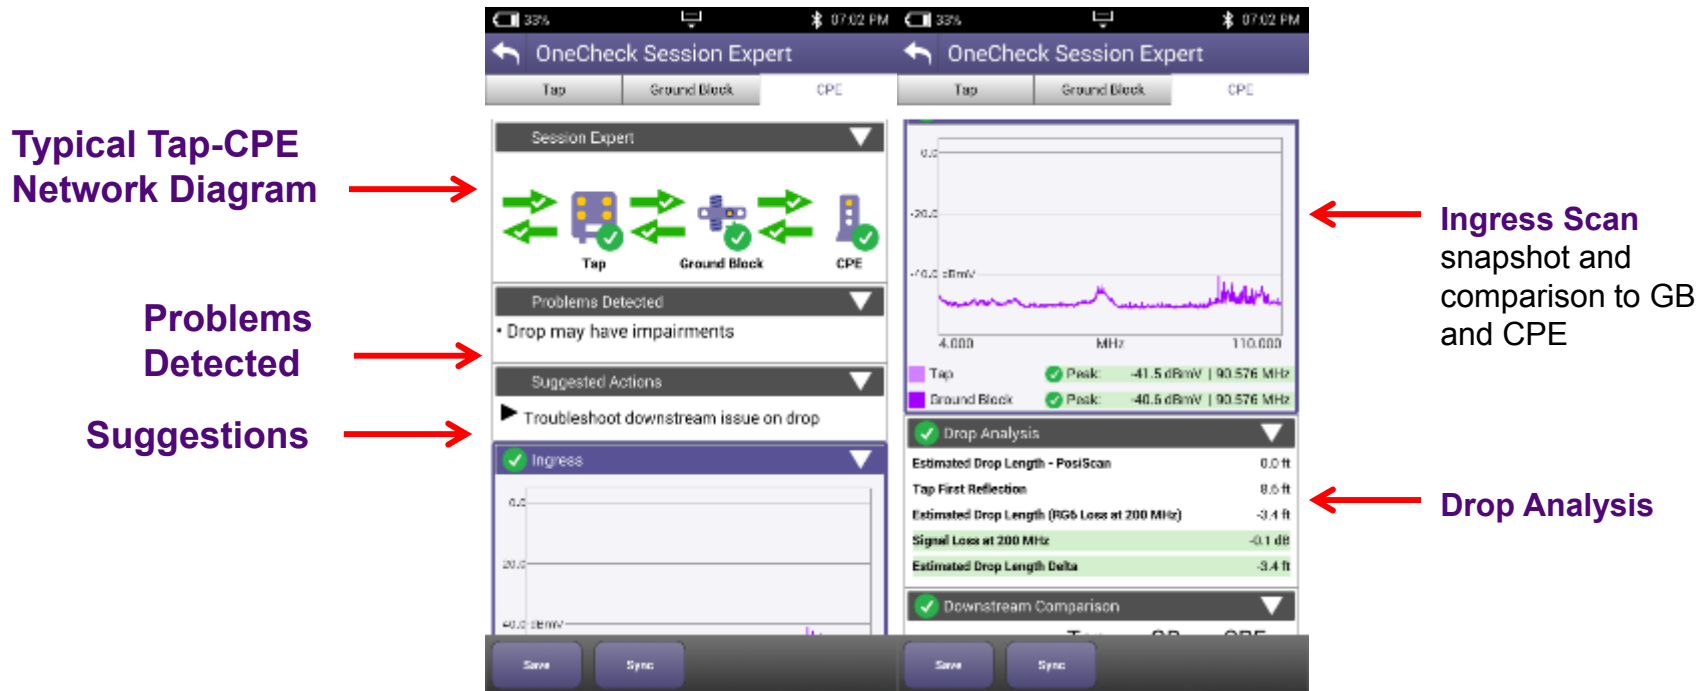 Typical Tap-CPE
Network Diagram
Problems
Detected
Suggestions
33%
07:02 PM
OneCheck Session Expert
Tap
Ground Block
CPE
Session Expert
Tap
Ground Block
CPE
Problems Detected
• Drop may have impairments
Suggested Actions
Troubleshoot downstream issue on drop
Ingress
0.0
20.0
40.0 dBmV
Save
Sync
33%
07:02 PM
OneCheck Session Expert
Tap
Ground Block
CPE
0.0
-20.0
-40.0 dBmV
4.000 MHz 110.000
Tap Peak: -41.5 dBmV | 90.576 MHz
Ground Block Peak: -40.6 dBmV | 90.576 MHz
Drop Analysis
Estimated Drop Length - PosiScan 0.0 ft
Tap First Reflection 8.6 ft
Estimated Drop Length (RG6 Loss at 200 MHz) -3.4 ft
Signal Loss at 200 MHz -0.1 dB
Estimated Drop Length Delta -3.4 ft
Downstream Comparison
Save
Sync
Ingress Scan
snapshot and
comparison to GB
and CPE
Drop Analysis